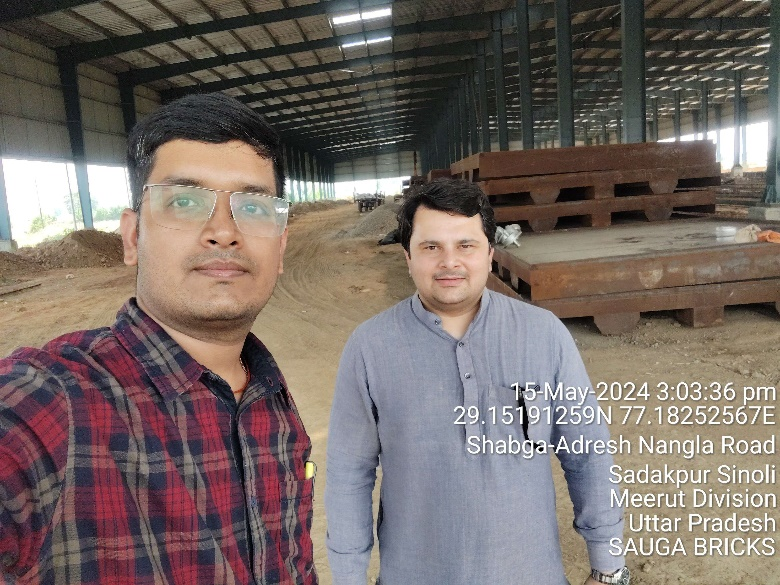 15-May-2024 3:03:36 pm
29.15191259N 77.18252567E
Shabga-Adresh Nangla Road
Sadakpur Sinoli
Meerut Division
Uttar Pradesh
SAUGA BRICKS